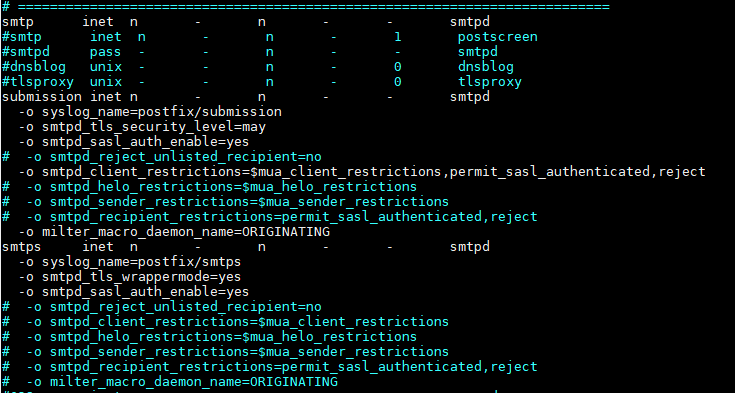 # ==========================================================================
smtp      inet  n       -       n       -       -       smtpd
#smtp      inet  n       -       n       -       1       postscreen
#smtpd     pass  -       -       n       -       -       smtpd
#dnsblog   unix  -       -       n       -       0       dnsblog
#tlsproxy  unix  -       -       n       -       0       tlsproxy
submission inet n       -       n       -       -       smtpd
  -o syslog_name=postfix/submission
  -o smtpd_tls_security_level=may
  -o smtpd_sasl_auth_enable=yes
#  -o smtpd_reject_unlisted_recipient=no
  -o smtpd_client_restrictions=$mua_client_restrictions,permit_sasl_authenticated,reject
#  -o smtpd_helo_restrictions=$mua_helo_restrictions
#  -o smtpd_sender_restrictions=$mua_sender_restrictions
#  -o smtpd_recipient_restrictions=permit_sasl_authenticated,reject
  -o milter_macro_daemon_name=ORIGINATING
smtps     inet  n       -       n       -       -       smtpd
  -o syslog_name=postfix/smtps
  -o smtpd_tls_wrappermode=yes
  -o smtpd_sasl_auth_enable=yes
#  -o smtpd_reject_unlisted_recipient=no
#  -o smtpd_client_restrictions=$mua_client_restrictions
#  -o smtpd_helo_restrictions=$mua_helo_restrictions
#  -o smtpd_sender_restrictions=$mua_sender_restrictions
#  -o smtpd_recipient_restrictions=permit_sasl_authenticated,reject
#  -o milter_macro_daemon_name=ORIGINATING